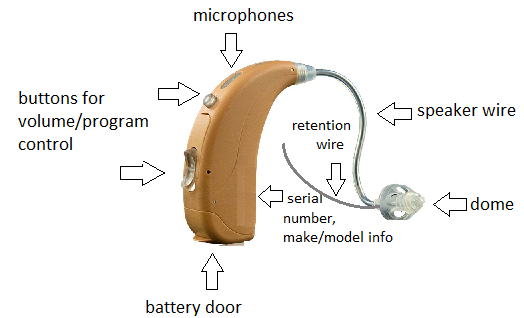 microphones
buttons for
volume/program
control
speaker wire
retention
wire
serial
number,
make/model info
dome
battery door